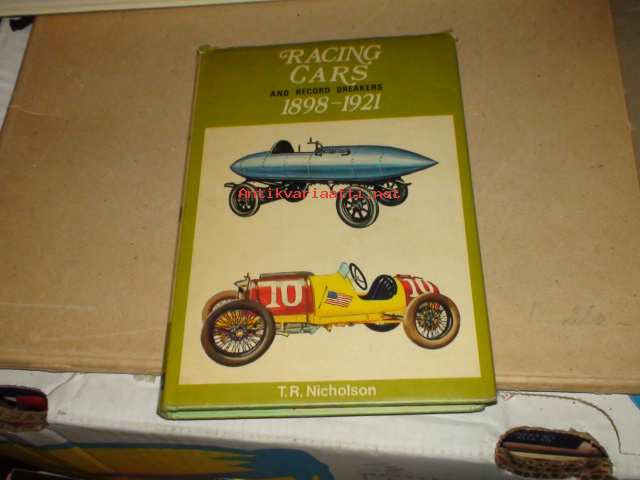 RACING
CARS
AND RECORD BREAKERS
1898-1921
Antikvariaatti.net
10
10
T.R. Nicholson